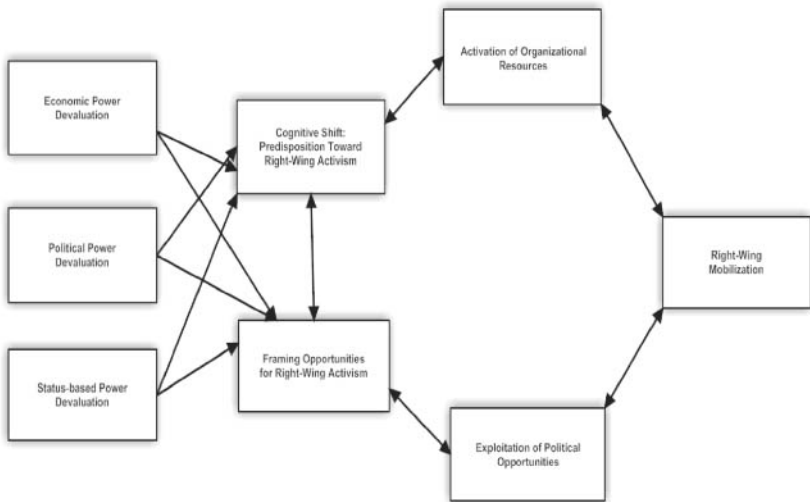 Economic Power
Devaluation
Political Power
Devaluation
Status-based Power
Devaluation
Cognitive Shift:
Predisposition Toward
Right-Wing Activism
Framing Opportunities
for Right-Wing Activism
Activation of Organizational
Resources
Exploitation of Political
Opportunities
Right-Wing
Mobilization